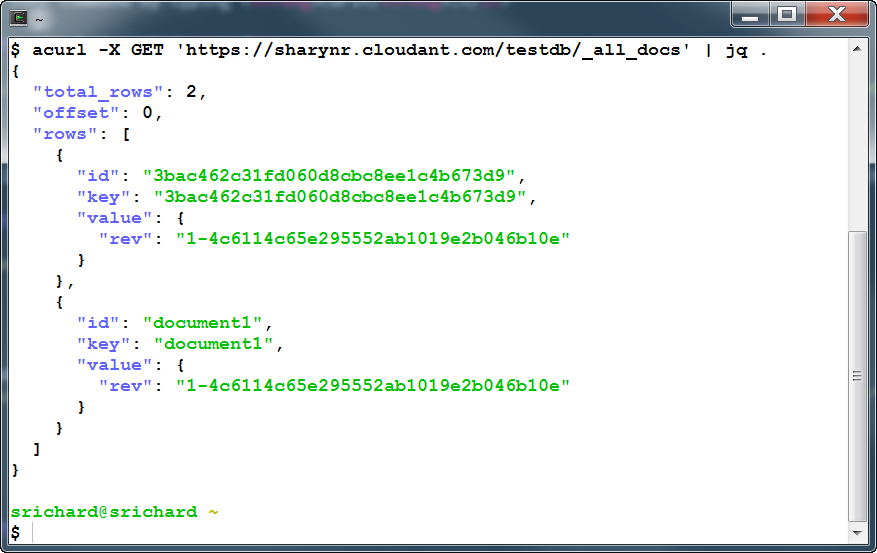 ~
$ acurl -X GET 'https://sharynr.cloudant.com/testdb/_all_docs' | jq .
{
  "total_rows": 2,
  "offset": 0,
  "rows": [
    {
      "id": "3bac462c31fd060d8cbc8ee1c4b673d9",
      "key": "3bac462c31fd060d8cbc8ee1c4b673d9",
      "value": {
        "rev": "1-4c6114c65e295552ab1019e2b046b10e"
      }
    },
    {
      "id": "document1",
      "key": "document1",
      "value": {
        "rev": "1-4c6114c65e295552ab1019e2b046b10e"
      }
    }
  ]
}
srichard@srichard ~
$